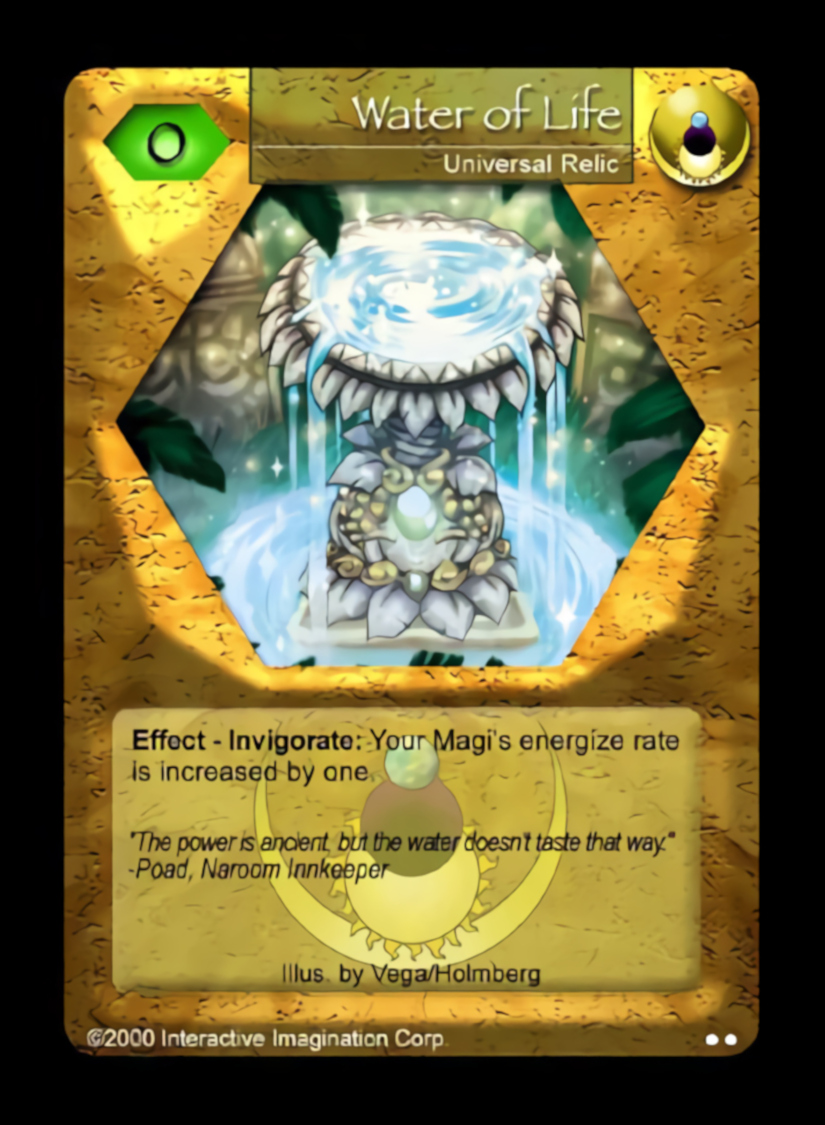 0
Water of Life
Universal Relic
Effect - Invigorate: Your Magi's energize rate
is increased by one.
"The power is ancient, but the water doesn't taste that way."
-Poad, Naroom Innkeeper
Illus. by Vega/Holmberg
©2000 Interactive Imagination Corp.